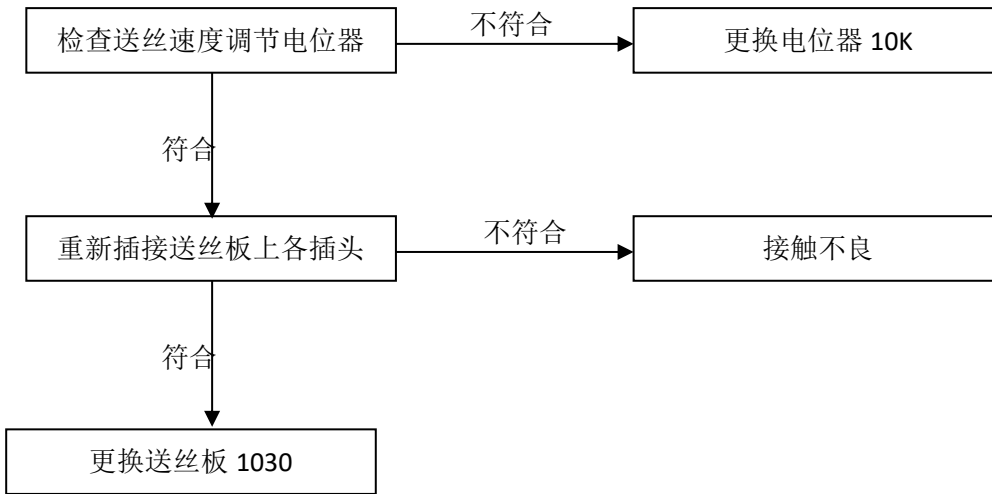 检查送丝速度调节电位器
不符合
更换电位器 10K
符合
重新插接送丝板上各插头
不符合
接触不良
符合
更换送丝板 1030